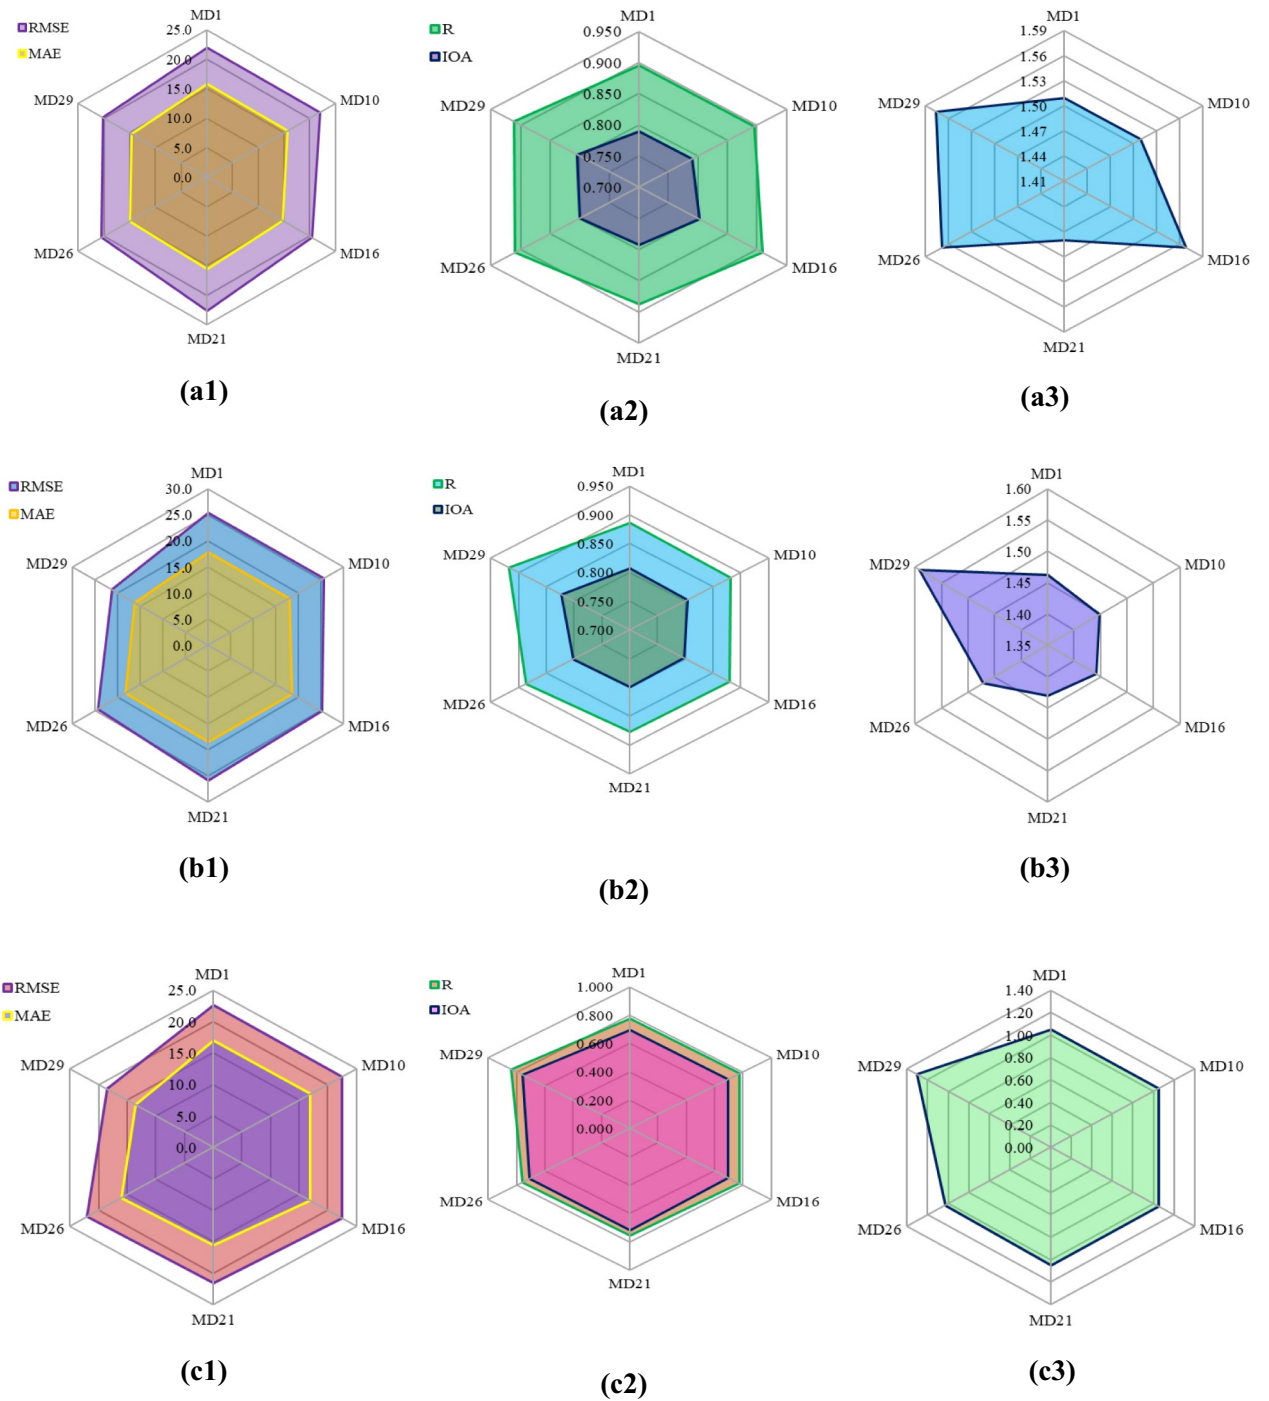 RMSE
MAE
MD1
25.0
20.0
15.0
10.0
5.0
0.0
MD10
MD16
MD21
MD26
MD29
(a1)
R
IOA
MD1
0.950
0.900
0.850
0.800
0.750
0.700
MD10
MD16
MD21
MD26
MD29
(a2)
MD1
1.59
1.56
1.53
1.50
1.47
1.44
1.41
MD10
MD16
MD21
MD26
MD29
(a3)
RMSE
MAE
MD1
30.0
25.0
20.0
15.0
10.0
5.0
0.0
MD10
MD16
MD21
MD26
MD29
(b1)
R
IOA
MD1
0.950
0.900
0.850
0.800
0.750
0.700
MD10
MD16
MD21
MD26
MD29
(b2)
MD1
1.60
1.55
1.50
1.45
1.40
1.35
MD10
MD16
MD21
MD26
MD29
(b3)
RMSE
MAE
MD1
25.0
20.0
15.0
10.0
5.0
0.0
MD10
MD16
MD21
MD26
MD29
(c1)
R
IOA
MD1
1.000
0.800
0.600
0.400
0.200
0.000
MD10
MD16
MD21
MD26
MD29
(c2)
MD1
1.40
1.20
1.00
0.80
0.60
0.40
0.20
0.00
MD10
MD16
MD21
MD26
MD29
(c3)